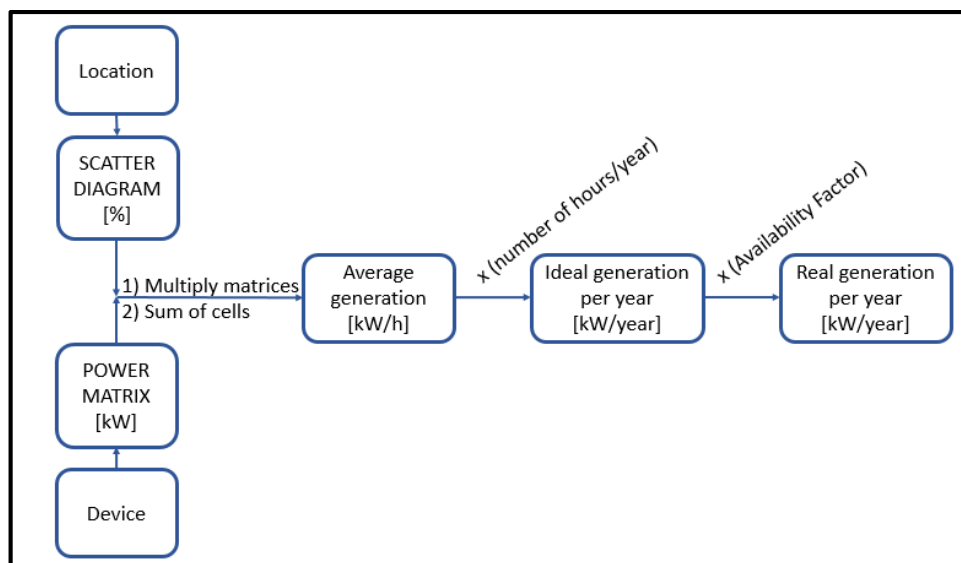 Location
SCATTER
DIAGRAM
[%]
1) Multiply matrices
2) Sum of cells
POWER
MATRIX
[kW]
Device
Average
generation
[kW/h]
x (number of hours/year)
Ideal generation
per year
[kW/year]
x (Availability Factor)
Real generation
per year
[kW/year]